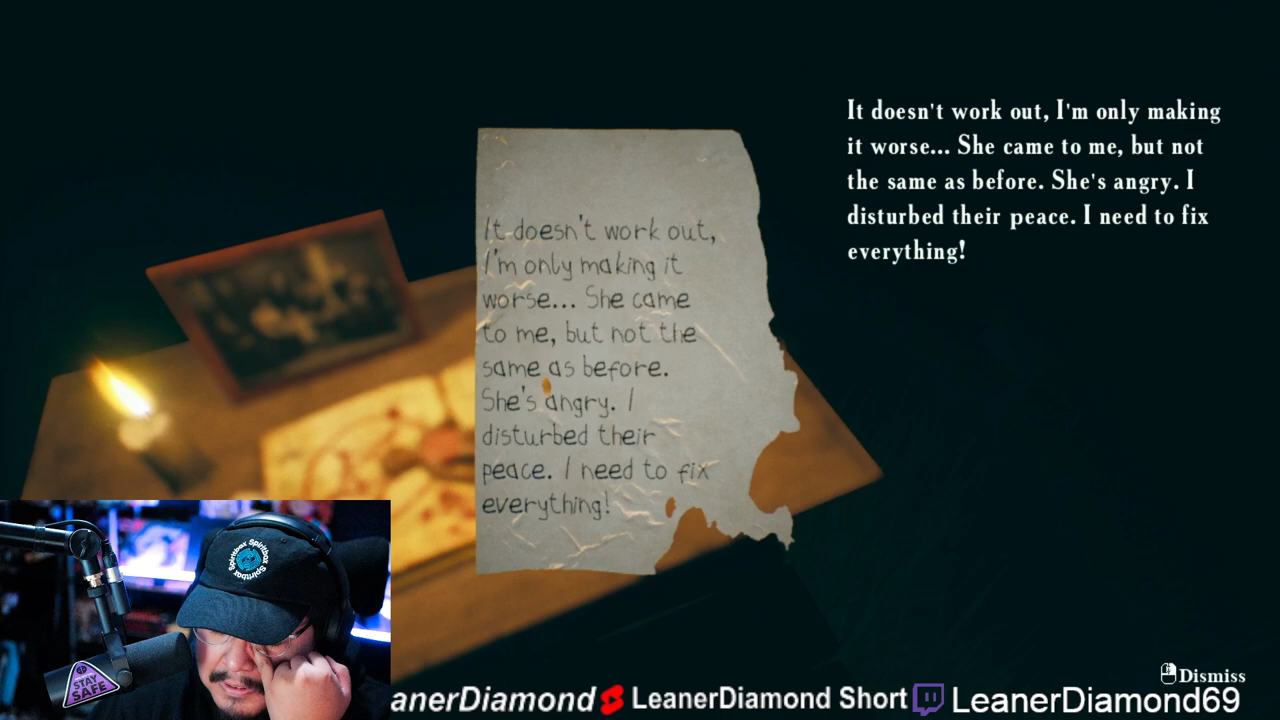 It doesn't work out, I'm only making
it worse... She came to me, but not
the same as before. She's angry. I
disturbed their peace. I need to fix
everything!
It doesn't work out,
I'm only making it
worse... She came
to me, but not the
same as before.
She's angry. I
disturbed their
peace. I need to fix
everything!
Spiritbox Spiritbox Spiritbox
STAY
SAFE
Dismiss
anerDiamond LeanerDiamond Short LeanerDiamond69